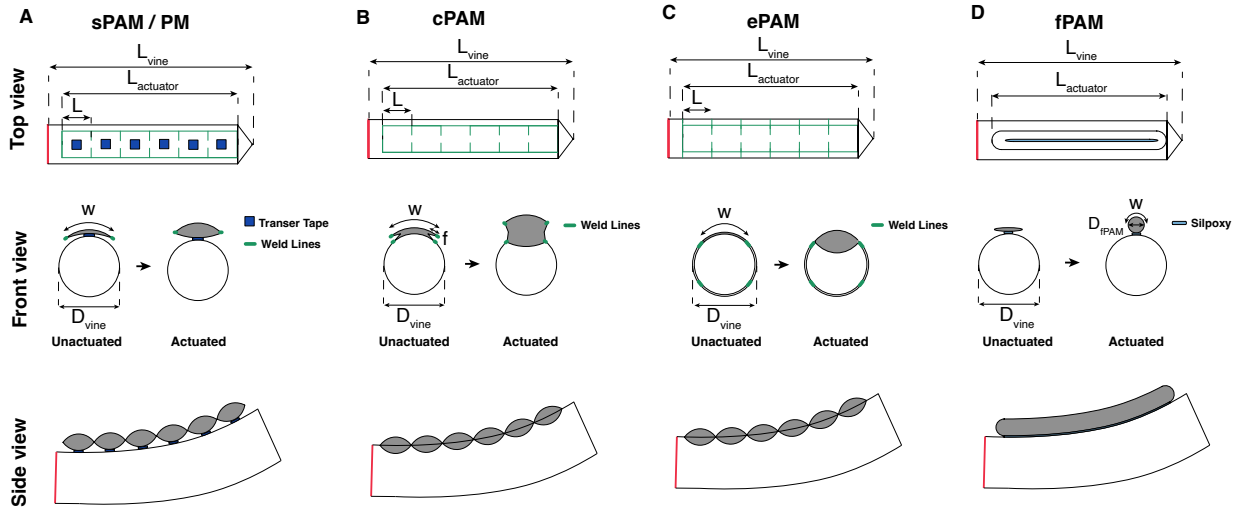 A
sPAM / PM
B
cPAM
C
ePAM
D
fPAM
Top view
L vine
L actuator
L
L vine
L actuator
L
L vine
L actuator
L
L vine
L actuator
Front view
W
D vine
Unactuated
Actuated
Transer Tape
Weld Lines
W
f
D vine
Unactuated
Actuated
Weld Lines
W
D vine
Unactuated
Actuated
Weld Lines
W
D fPAM
D vine
Unactuated
Actuated
Silpoxy
Side view